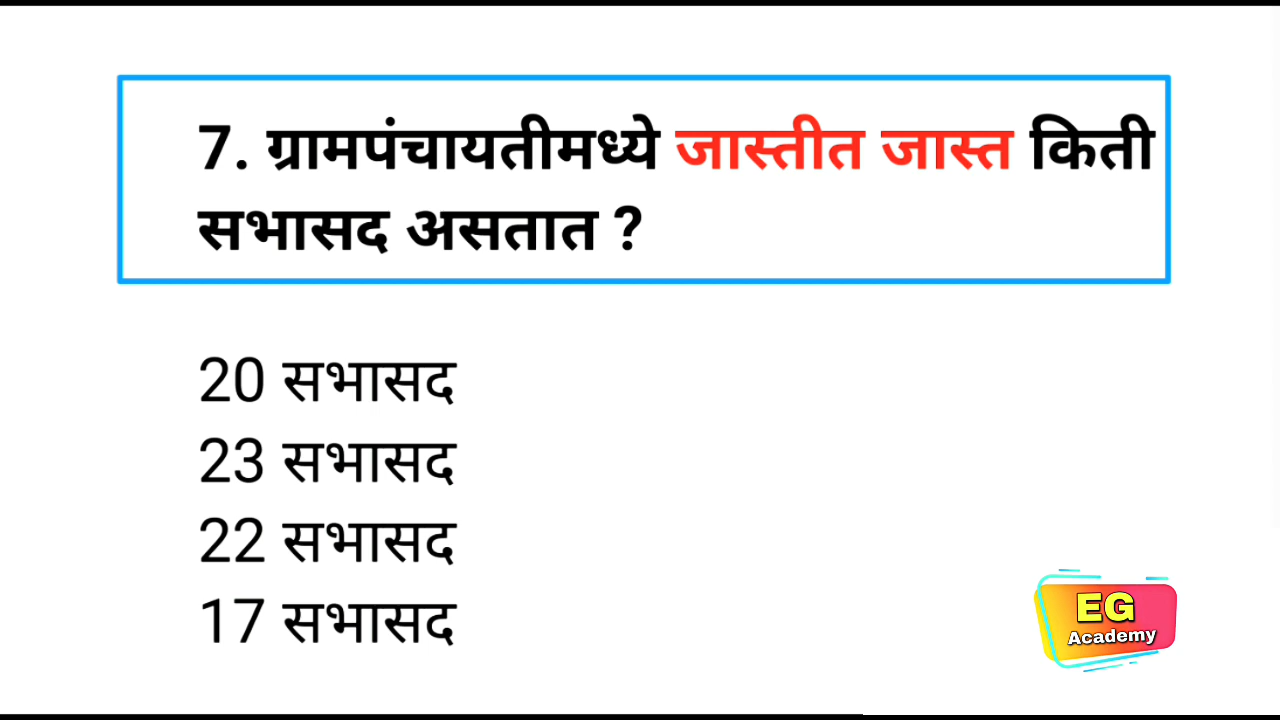 7. ग्रामपंचायतीमध्ये जास्तीत जास्त किती
सभासद असतात ?
20 सभासद
23 सभासद
22 सभासद
17 सभासद
EG
Academy